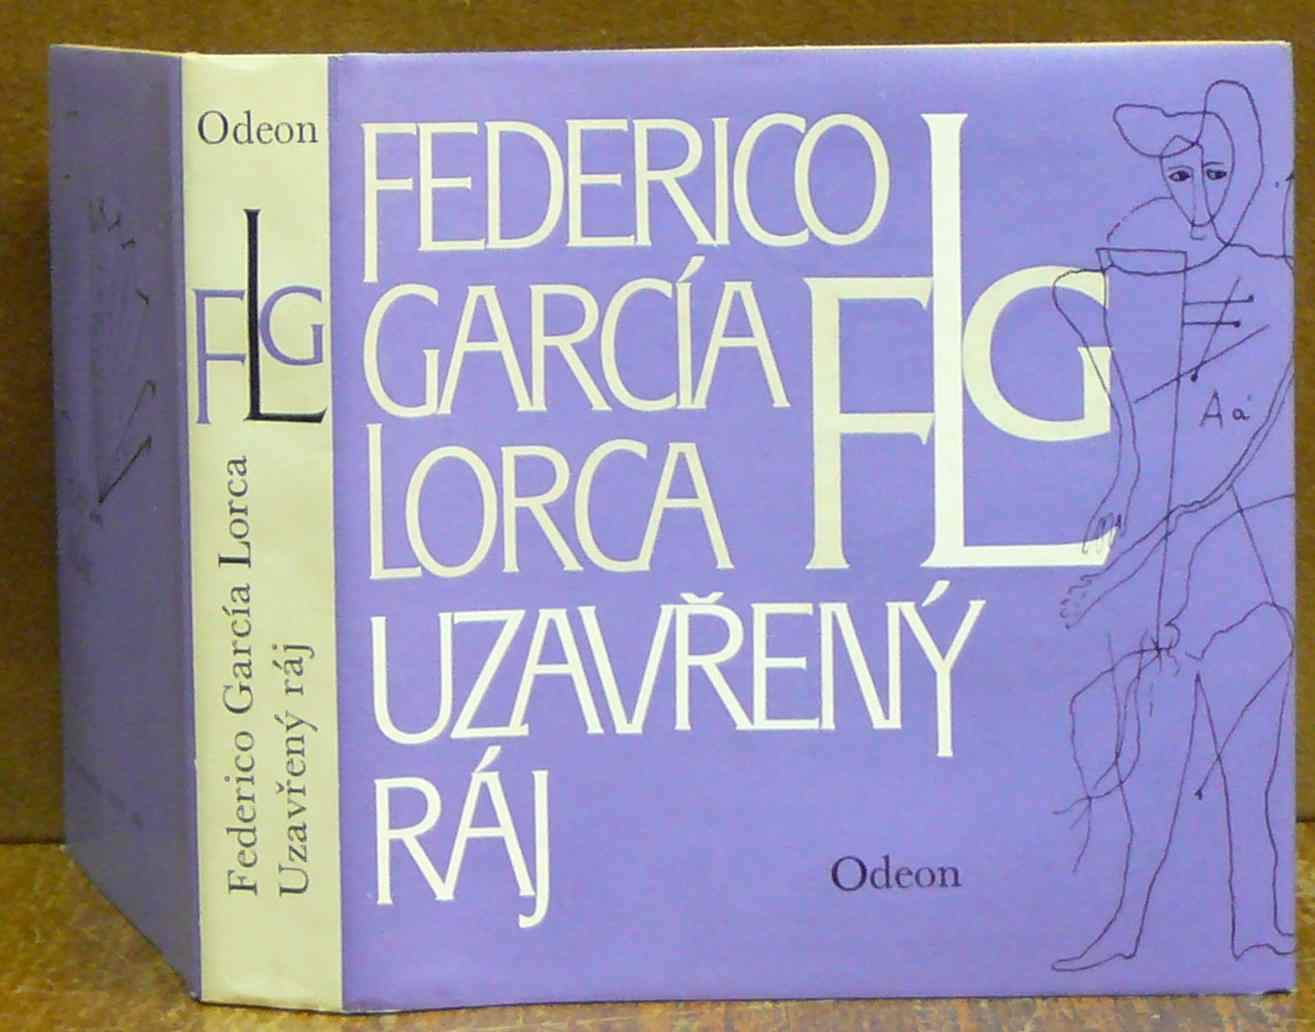 Odeon
FLG
Federico García Lorca
Uzavřený ráj
FEDERICO
GARCÍA
LORCA
FLG
UZAVŘENÝ
RÁJ
Odeon
Aa